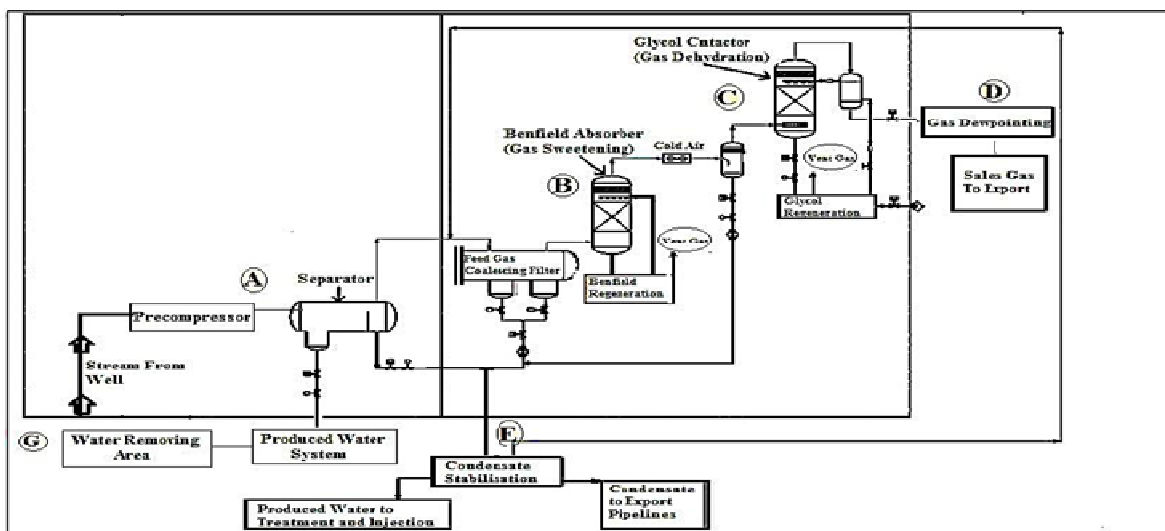 Glycol Cntactor
(Gas Dehydration)
C
D
Gas Dewpointing
Sales Gas
To Export
Vent Gas
Glycol
Regeneration
Benfield Absorber
(Gas Sweetening)
Cold Air
B
Vent Gas
Feed Gas
Coalescing Filter
Benfield
Regeneration
A
Separator
Precompressor
Stream From
Well
G
Water Removing
Area
Produced Water
System
E
Condensate
Stabilisation
Produced Water to
Treatment and Injection
Condensate
to Export
Pipelines